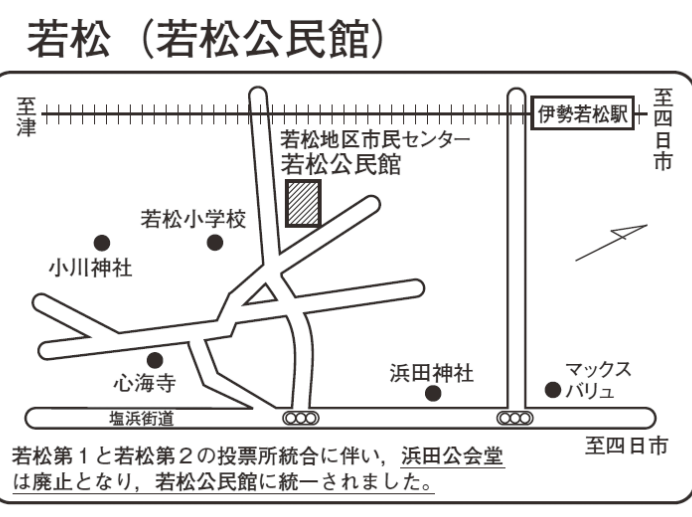 若松（若松公民館）
至津
伊勢若松駅
至四日市
若松地区市民センター
若松公民館
若松小学校
小川神社
心海寺
浜田神社
マックス
バリュ
塩浜街道
至四日市
若松第１と若松第２の投票所統合に伴い，浜田公会堂
は廃止となり，若松公民館に統一されました。